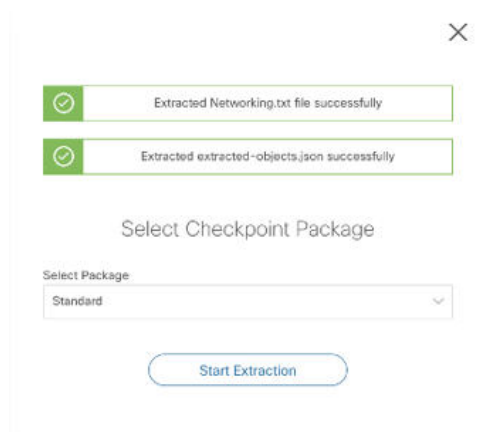 Extracted Networking.txt file successfully
Extracted extracted-objects.json successfully
Select Checkpoint Package
Select Package
Standard
Start Extraction